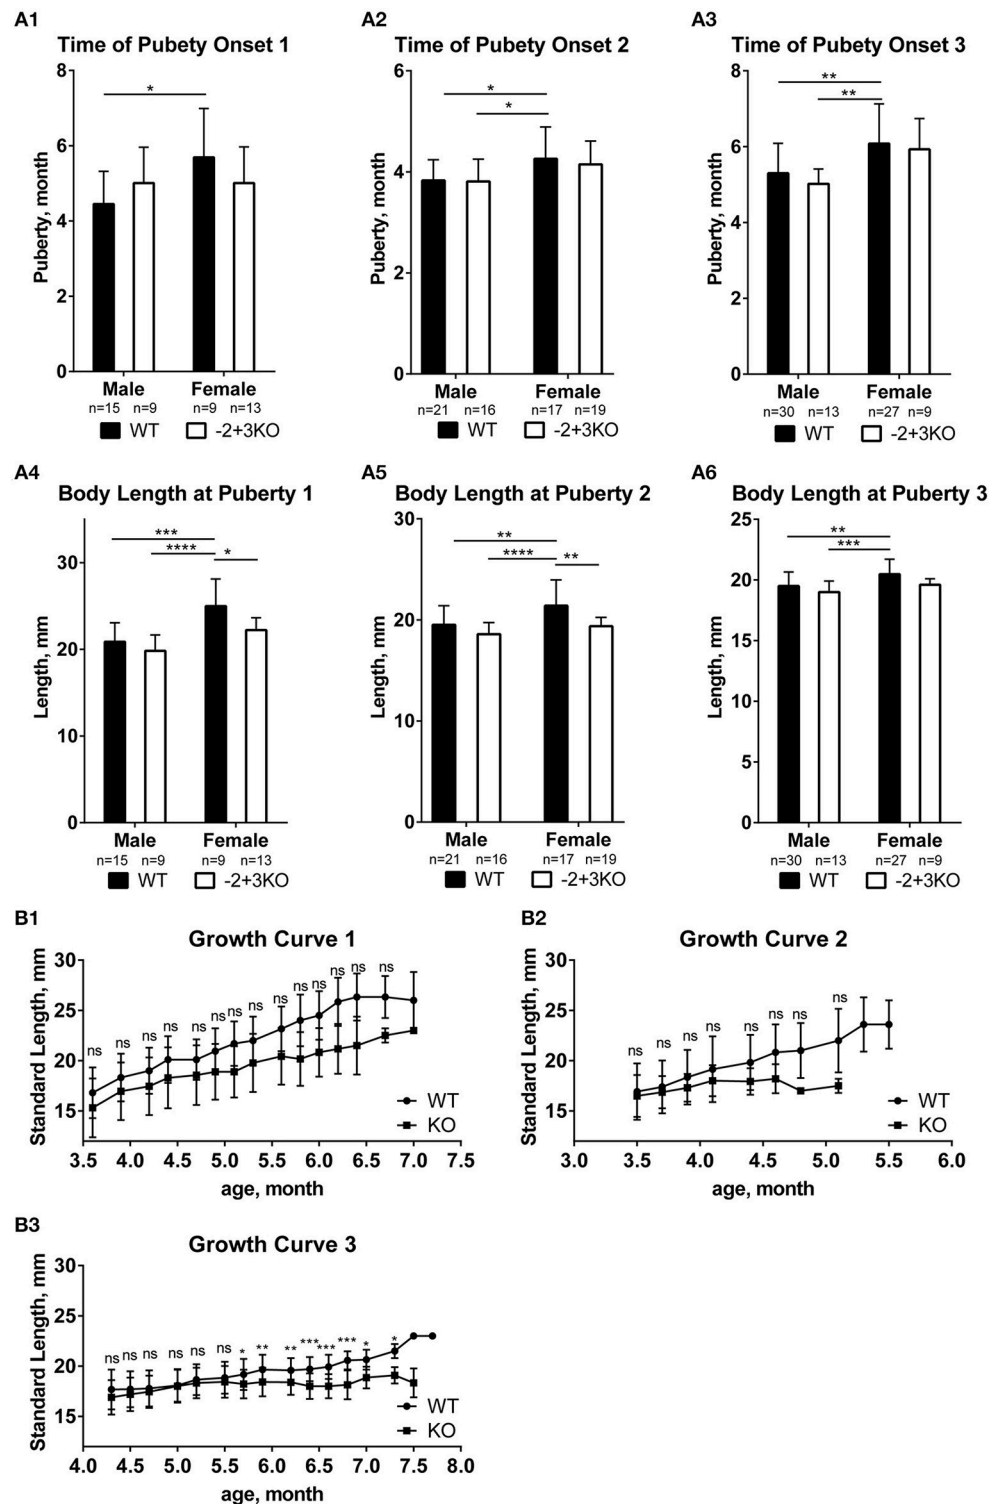 A1
Time of Pubety Onset 1
*
8
6
4
2
0
Puberty, month
Male Female
n=15 n=9 n=9 n=13
WT -2+3KO
A2
Time of Pubety Onset 2
*
*
6
4
2
0
Puberty, month
Male Female
n=21 n=16 n=17 n=19
WT -2+3KO
A3
Time of Pubety Onset 3
**
**
8
6
4
2
0
Puberty, month
Male Female
n=30 n=13 n=27 n=9
WT -2+3KO
A4
Body Length at Puberty 1
***
**** *
30
20
10
0
Length, mm
Male Female
n=15 n=9 n=9 n=13
WT -2+3KO
A5
Body Length at Puberty 2
**
**** **
30
20
10
0
Length, mm
Male Female
n=21 n=16 n=17 n=19
WT -2+3KO
A6
Body Length at Puberty 3
**
***
25
20
15
10
5
0
Length, mm
Male Female
n=30 n=13 n=27 n=9
WT -2+3KO
B1
Growth Curve 1
30
25
20
15
Standard Length, mm
ns ns ns ns ns ns ns ns ns ns ns ns ns ns
WT
KO
3.5 4.0 4.5 5.0 5.5 6.0 6.5 7.0 7.5
age, month
B2
Growth Curve 2
30
25
20
15
Standard Length, mm
ns ns ns ns ns ns ns ns
WT
KO
3.0 3.5 4.0 4.5 5.0 5.5 6.0
age, month
B3
Growth Curve 3
30
25
20
15
Standard Length, mm
ns ns ns ns ns ns * ** ** *** *** *** * *
WT
KO
4.0 4.5 5.0 5.5 6.0 6.5 7.0 7.5 8.0
age, month